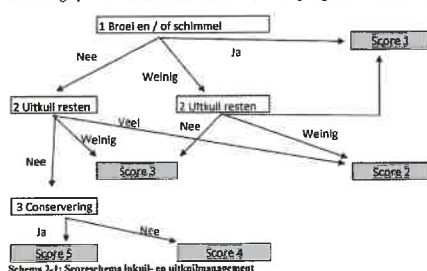 1 Broei en / of schimmel
Score 1
Nee
Ja
Weinig
2 Uitkuil resten
2 Uitkuil resten
Veel
Nee
Weinig
Weinig
Nee
Score 3
Score 2
3 Conservering
Ja
Nee
Score 5
Score 4
Schema 2-1: Scoreschema inkuil- en uitkuilmanagement